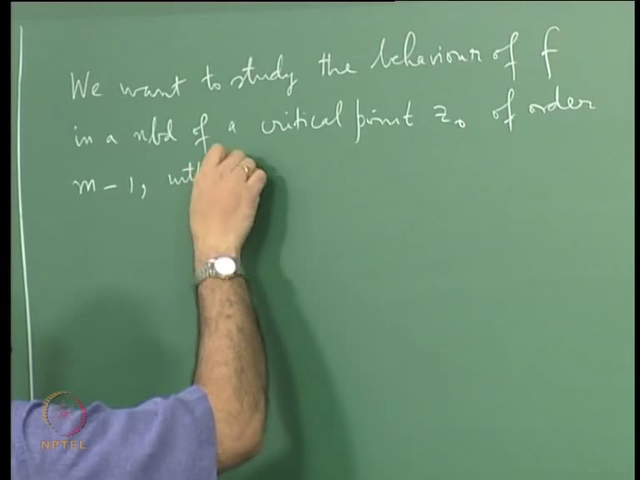 We want to study the behaviour of f
in a nbd of a critical point z₀ of order
m-1,
NPTEL